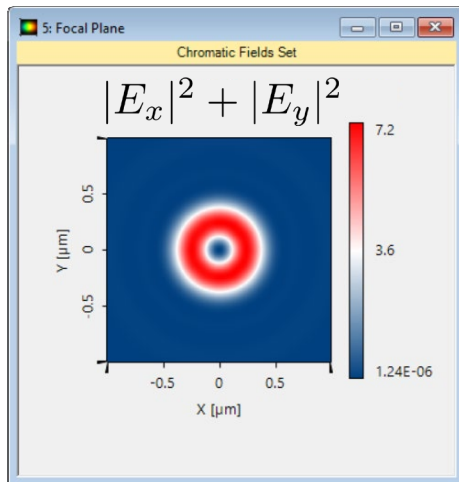 5: Focal Plane
Chromatic Fields Set
|E_x|^2 + |E_y|^2
7.2
3.6
1.24E-06
Y [µm]
0.5
0
-0.5
-0.5 0 0.5
X [µm]